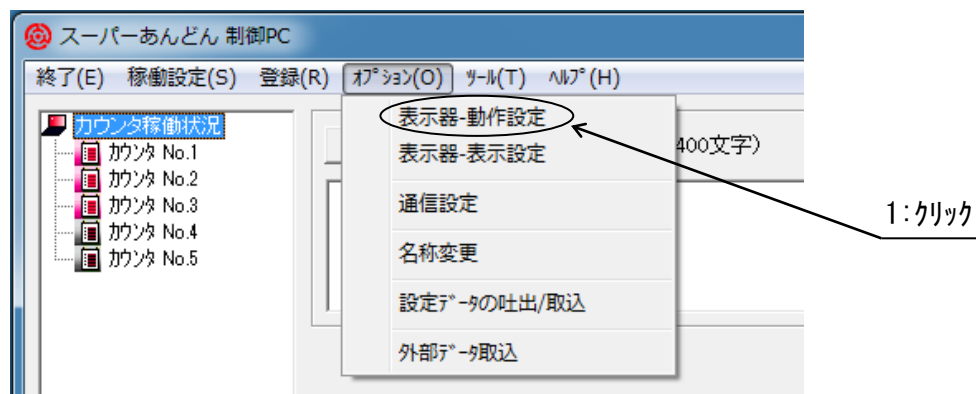 スーパーあんどん 制御PC
終了(E) 稼働設定(S) 登録(R) ｵﾌﾟｼｮﾝ(O) ﾂｰﾙ(T) ﾍﾙﾌﾟ(H)
カウンタ稼働状況
カウンタ No.1
カウンタ No.2
カウンタ No.3
カウンタ No.4
カウンタ No.5
表示器-動作設定
表示器-表示設定
通信設定
名称変更
設定ﾃﾞｰﾀの吐出/取込
外部ﾃﾞｰﾀ取込
400文字）
1：ｸﾘｯｸ